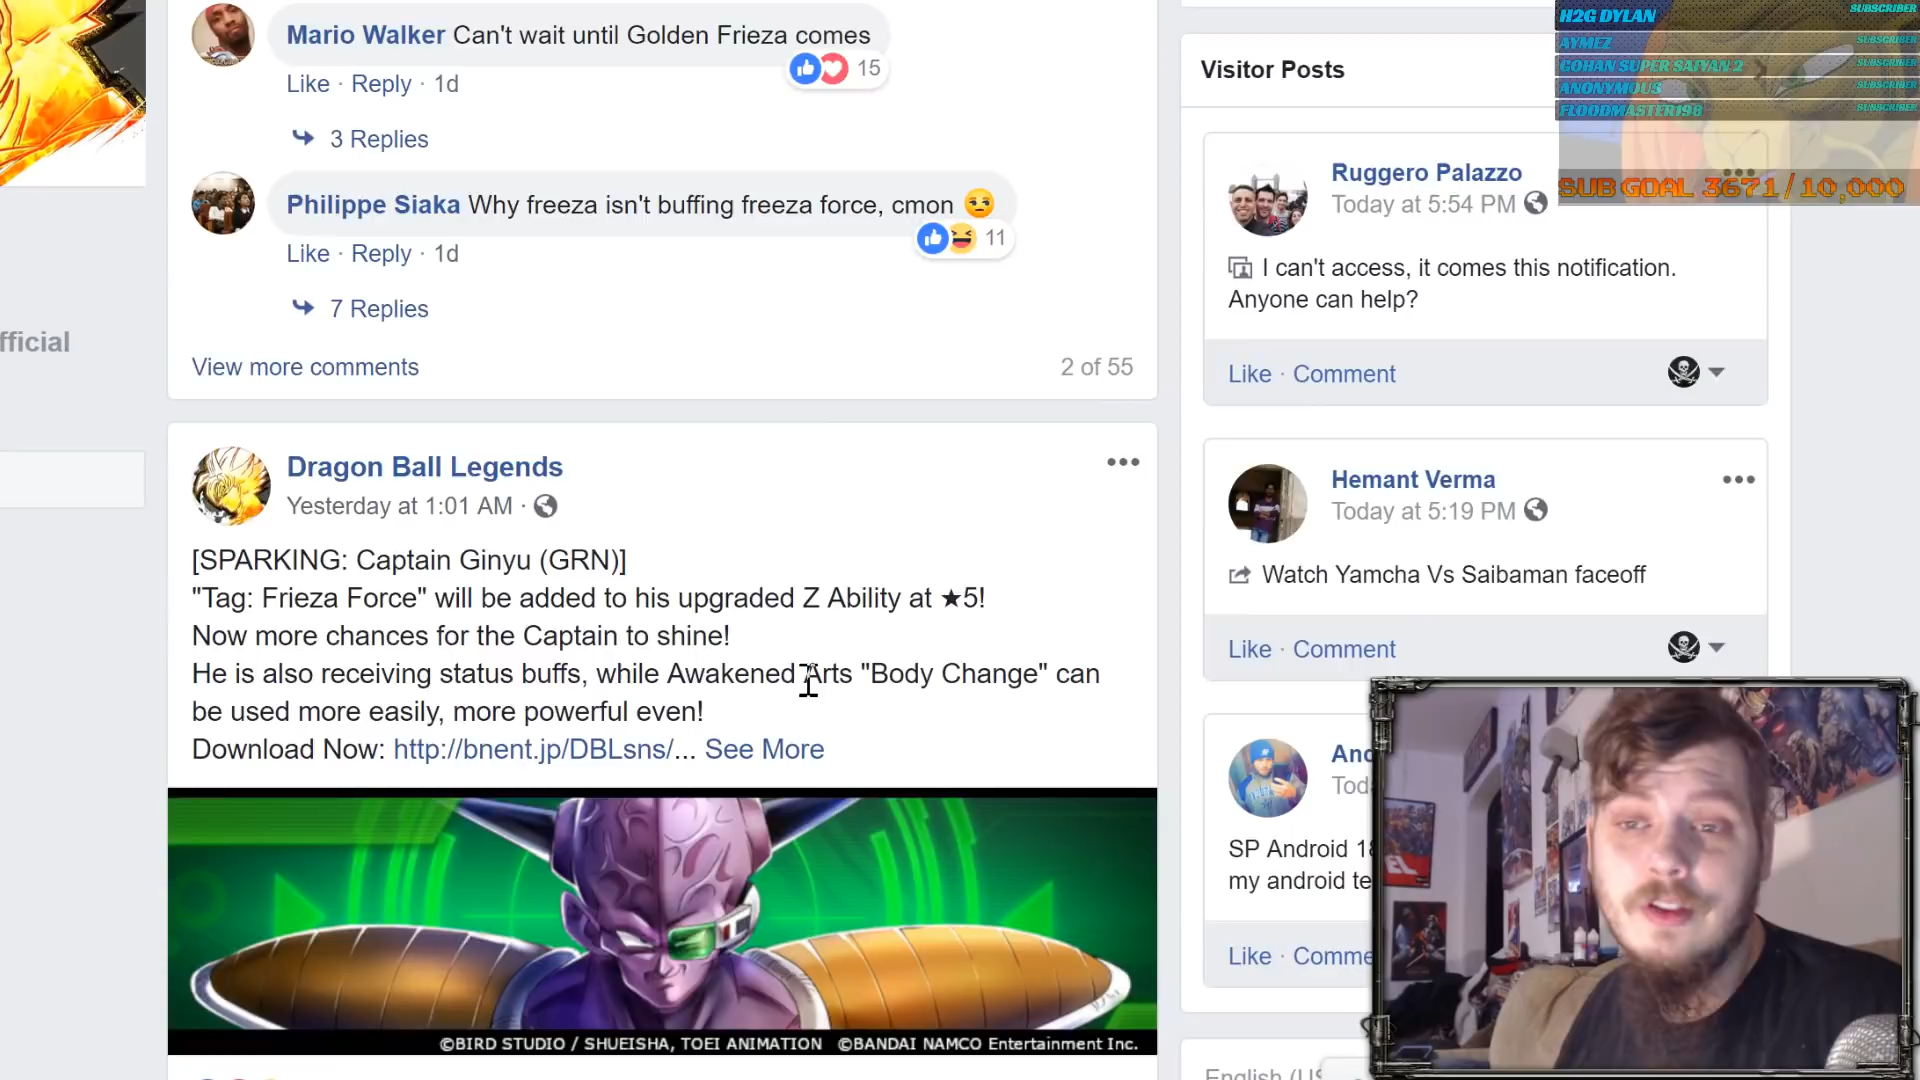 Mario Walker Can't wait until Golden Frieza comes
15
Like · Reply · 1d
3 Replies
Philippe Siaka Why freeza isn't buffing freeza force, cmon 😒
11
Like · Reply · 1d
7 Replies
View more comments
2 of 55
fficial
Dragon Ball Legends
Yesterday at 1:01 AM ·
[SPARKING: Captain Ginyu (GRN)]
"Tag: Frieza Force" will be added to his upgraded Z Ability at ★5!
Now more chances for the Captain to shine!
He is also receiving status buffs, while Awakened Arts "Body Change" can
be used more easily, more powerful even!
Download Now: http://bnent.jp/DBLsns/... See More
©BIRD STUDIO / SHUEISHA, TOEI ANIMATION ©BANDAI NAMCO Entertainment Inc.
Visitor Posts
Ruggero Palazzo
Today at 5:54 PM
I can't access, it comes this notification.
Anyone can help?
Like · Comment
Hemant Verma
Today at 5:19 PM
Watch Yamcha Vs Saibaman faceoff
Like · Comment
And
Tod
SP Android 18
my android te
Like · Comme
English (US
H2G DYLAN SUBSCRIBER
AYMEZ SUBSCRIBER
GOHAN SUPER SAIYAN 2 SUBSCRIBER
ANONYMOUS SUBSCRIBER
FLOODMASTER198 SUBSCRIBER
SUB GOAL 3671/10,000